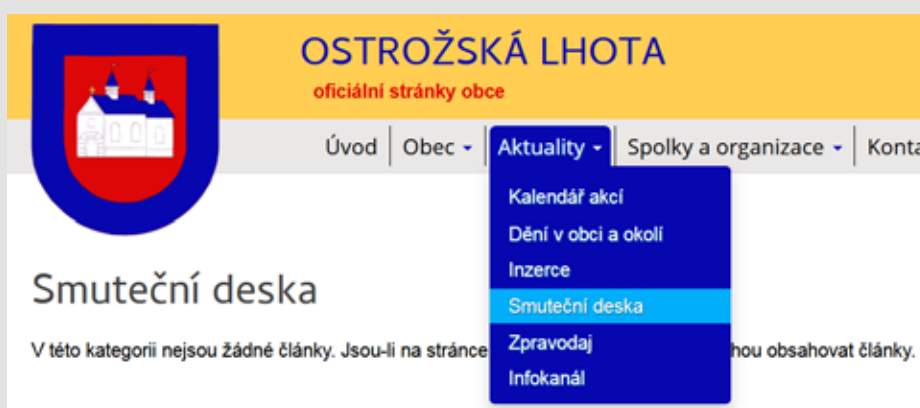 OSTROŽSKÁ LHOTA
oficiální stránky obce
Úvod Obec Aktuality Spolky a organizace Konta
Kalendář akcí
Dění v obci a okolí
Inzerce
Smuteční deska
Zpravodaj
Infokanál
Smuteční deska
V této kategorii nejsou žádné články. Jsou-li na stránce hou obsahovat články.